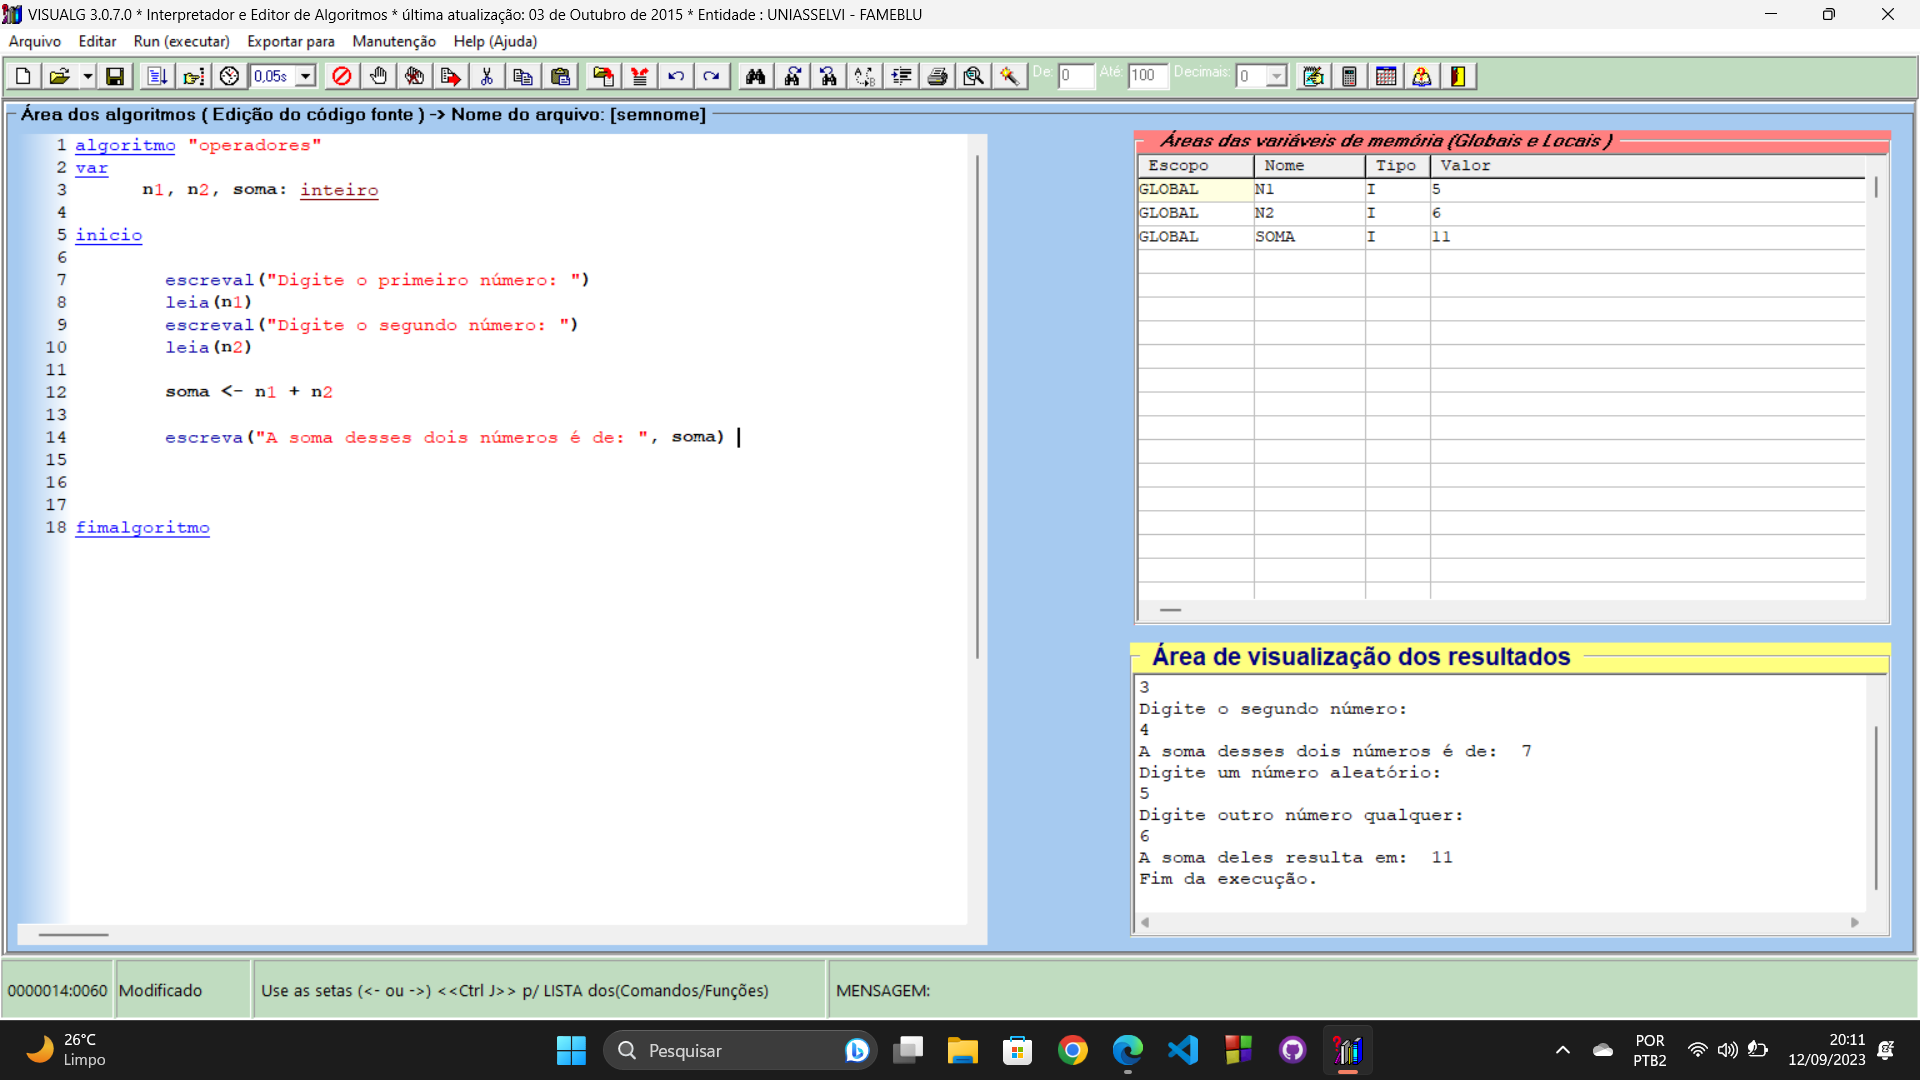 VISUALG 3.0.7.0 * Interpretador e Editor de Algoritmos * última atualização: 03 de Outubro de 2015 * Entidade : UNIASSELVI - FAMEBLU
Arquivo Editar Run (executar) Exportar para Manutenção Help (Ajuda)
0,05s De: 0 Até: 100 Decimais: 0
Área dos algoritmos ( Edição do código fonte ) -> Nome do arquivo: [semnome]
1 algoritmo "operadores"
2 var
3 n1, n2, soma: inteiro
4
5 inicio
6
7 escreval("Digite o primeiro número: ")
8 leia(n1)
9 escreval("Digite o segundo número: ")
10 leia(n2)
11
12 soma <- n1 + n2
13
14 escreva("A soma desses dois números é de: ", soma)
15
16
17
18 fimalgoritmo
Áreas das variáveis de memória (Globais e Locais )
Escopo Nome Tipo Valor
GLOBAL N1 I 5
GLOBAL N2 I 6
GLOBAL SOMA I 11
Área de visualização dos resultados
3
Digite o segundo número:
4
A soma desses dois números é de: 7
Digite um número aleatório:
5
Digite outro número qualquer:
6
A soma deles resulta em: 11
Fim da execução.
0000014:0060 Modificado Use as setas (<- ou ->) <<Ctrl J>> p/ LISTA dos(Comandos/Funções) MENSAGEM:
26°C
Limpo
Pesquisar
POR
PTB2
20:11
12/09/2023